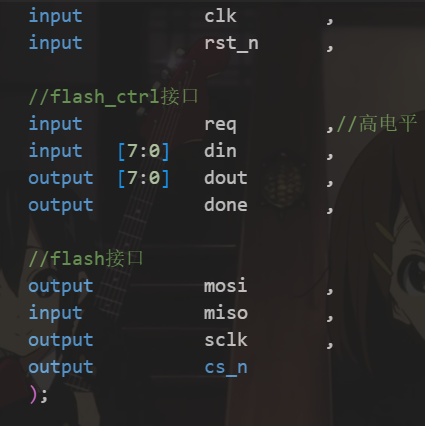 input clk ,
input rst_n ,
//flash_ctrl接口
input req ,//高电平
input [7:0] din ,
output [7:0] dout ,
output done ,
//flash接口
output mosi ,
input miso ,
output sclk ,
output cs_n
);